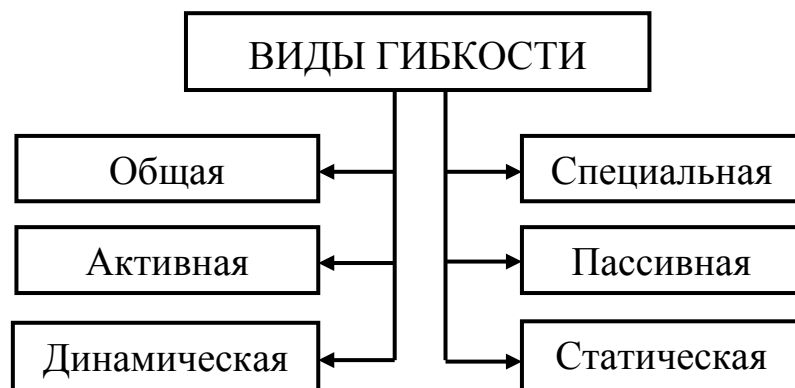 ВИДЫ ГИБКОСТИ
Общая
Специальная
Активная
Пассивная
Динамическая
Статическая